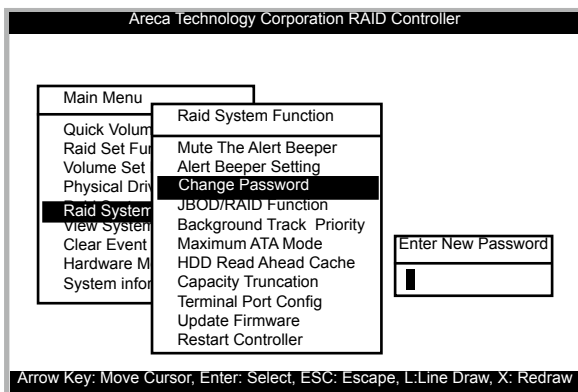 Areca Technology Corporation RAID Controller
Main Menu
Quick Volum
Raid Set Fun
Volume Set
Physical Driv
Raid System
View System
Clear Event
Hardware M
System infor
Raid System Function
Mute The Alert Beeper
Alert Beeper Setting
Change Password
JBOD/RAID Function
Background Track Priority
Maximum ATA Mode
HDD Read Ahead Cache
Capacity Truncation
Terminal Port Config
Update Firmware
Restart Controller
Enter New Password
Arrow Key: Move Cursor, Enter: Select, ESC: Escape, L:Line Draw, X: Redraw